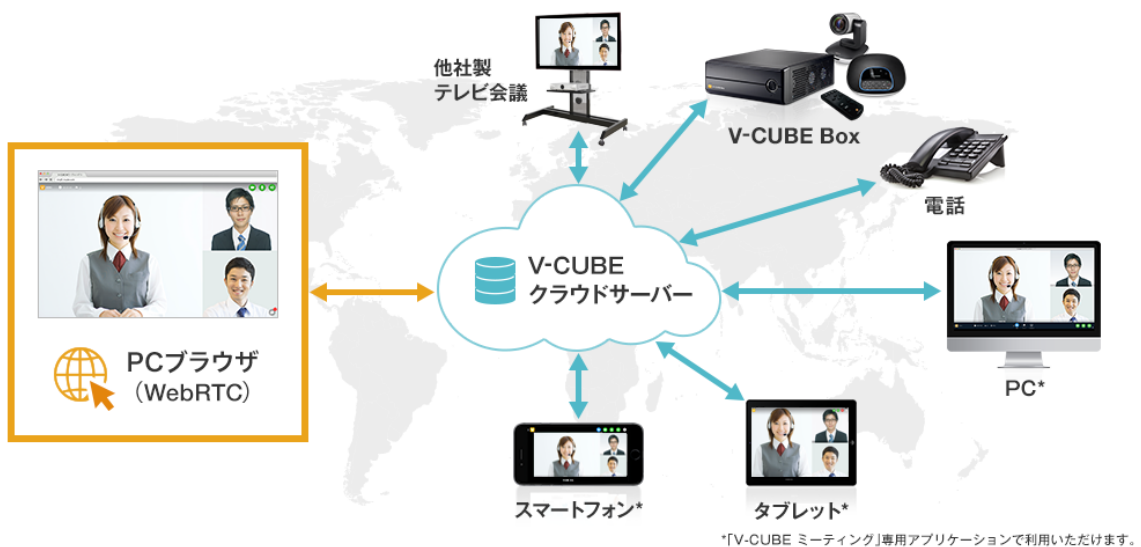 他社製
テレビ会議
V-CUBE Box
電話
V-CUBE
クラウドサーバー
PCブラウザ
（WebRTC）
PC*
スマートフォン*
タブレット*
*「V-CUBE ミーティング」専用アプリケーションで利用いただけます。